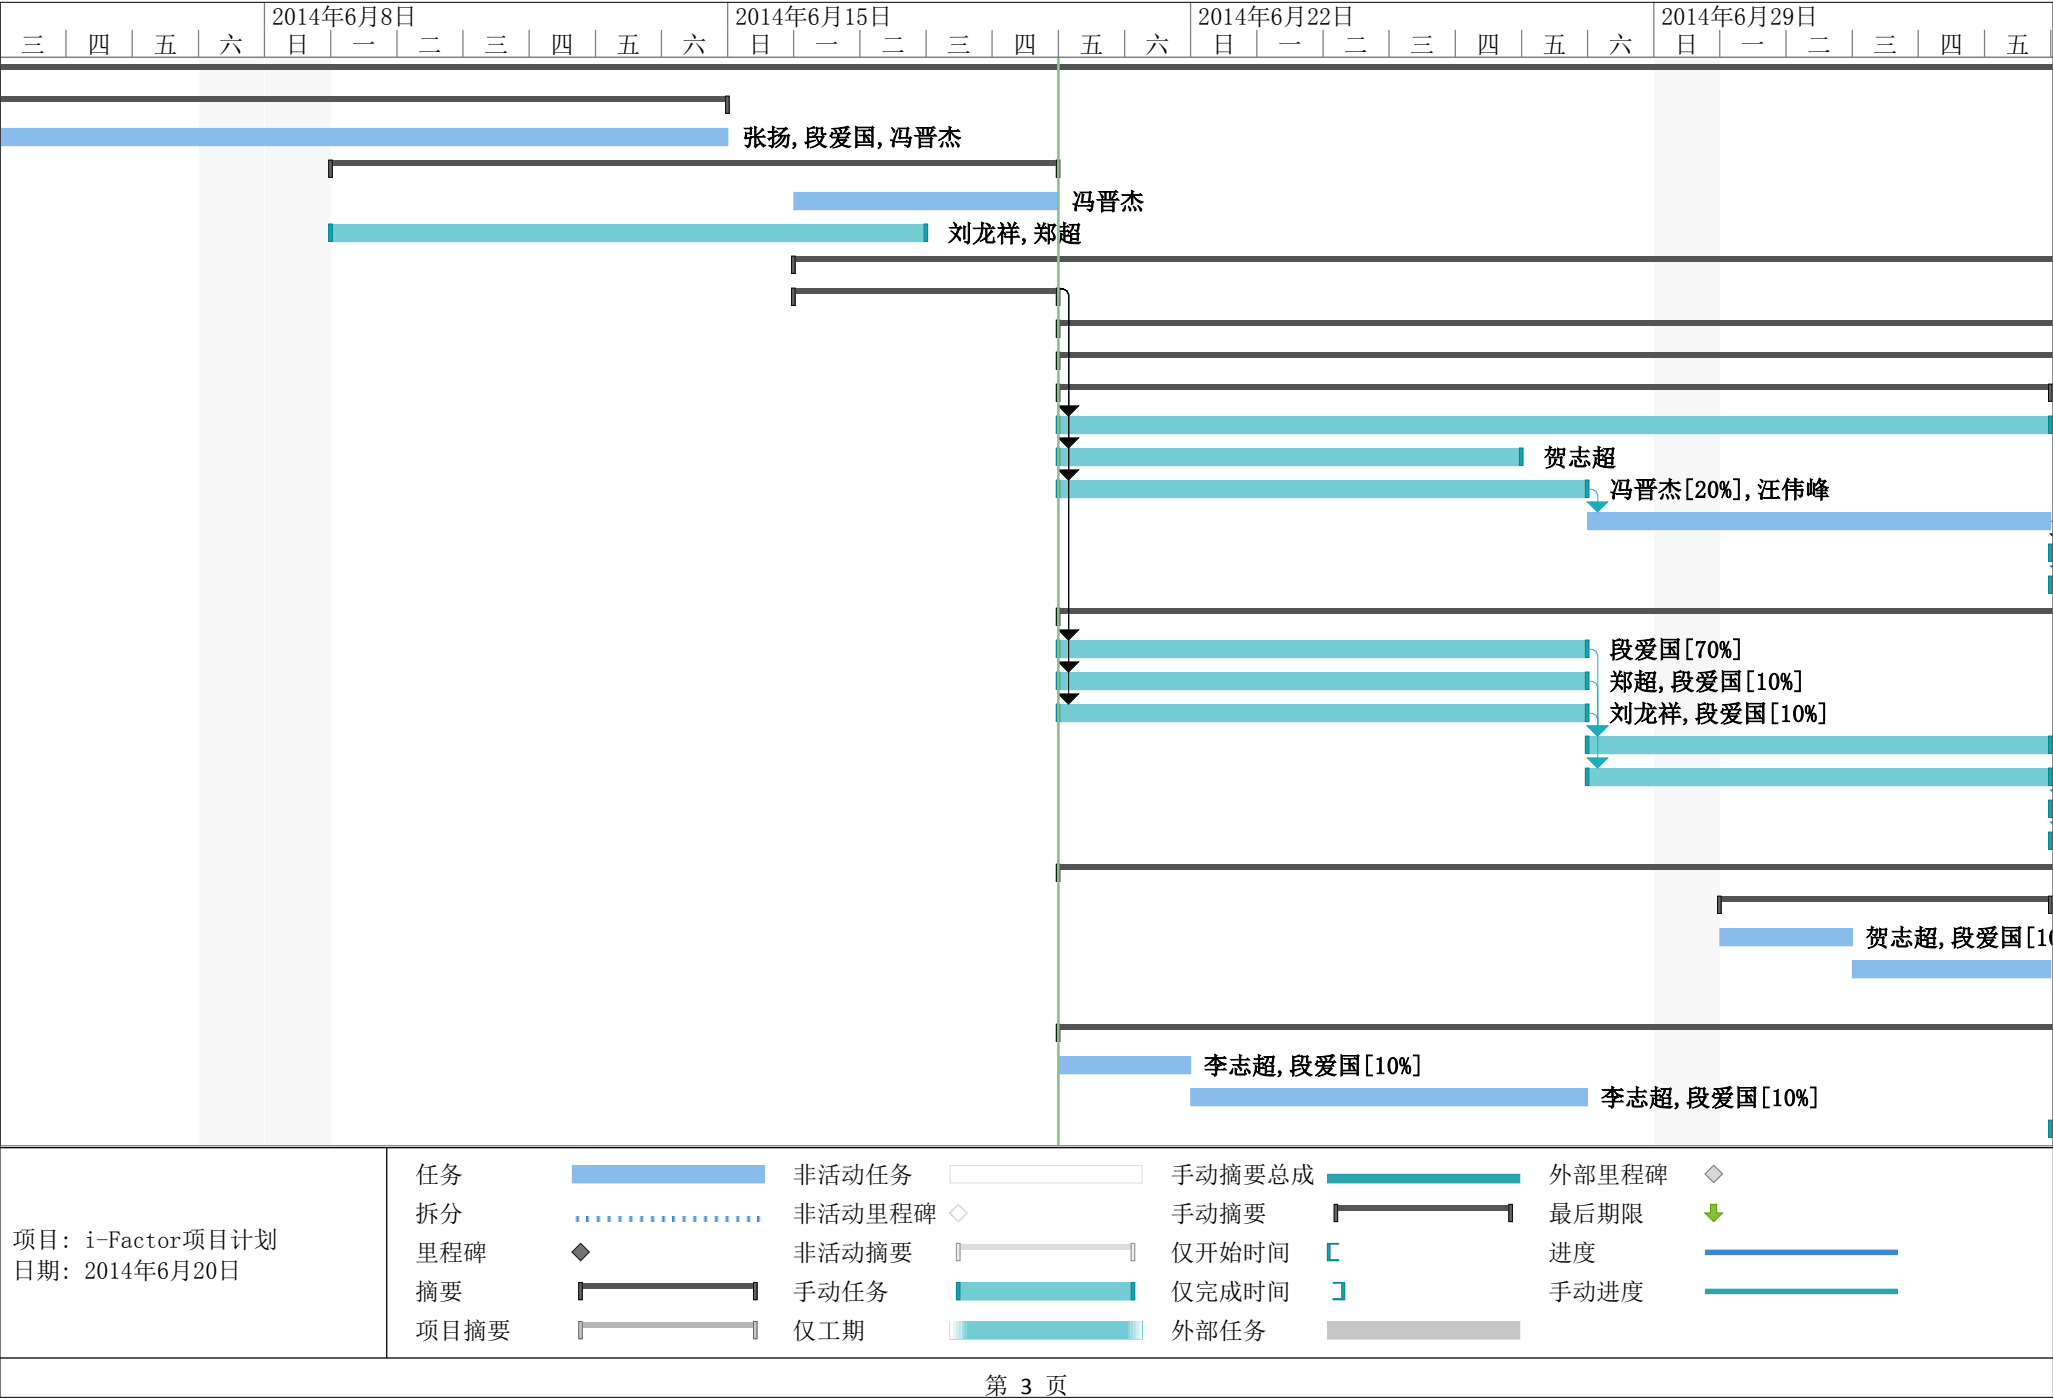 2014年6月8日 2014年6月15日 2014年6月22日 2014年6月29日
三 四 五 六 日 一 二 三 四 五 六 日 一 二 三 四 五 六 日 一 二 三 四 五 六 日 一 二 三 四 五
张扬,段爱国,冯晋杰
冯晋杰
刘龙祥,郑超
贺志超
冯晋杰[20%],汪伟峰
段爱国[70%]
郑超,段爱国[10%]
刘龙祥,段爱国[10%]
贺志超,段爱国[1
李志超,段爱国[10%]
李志超,段爱国[10%]
项目: i-Factor项目计划
日期: 2014年6月20日
任务 非活动任务 手动摘要总成 外部里程碑
拆分 非活动里程碑 手动摘要 最后期限
里程碑 非活动摘要 仅开始时间 进度
摘要 手动任务 仅完成时间 手动进度
项目摘要 仅工期 外部任务
第 3 页